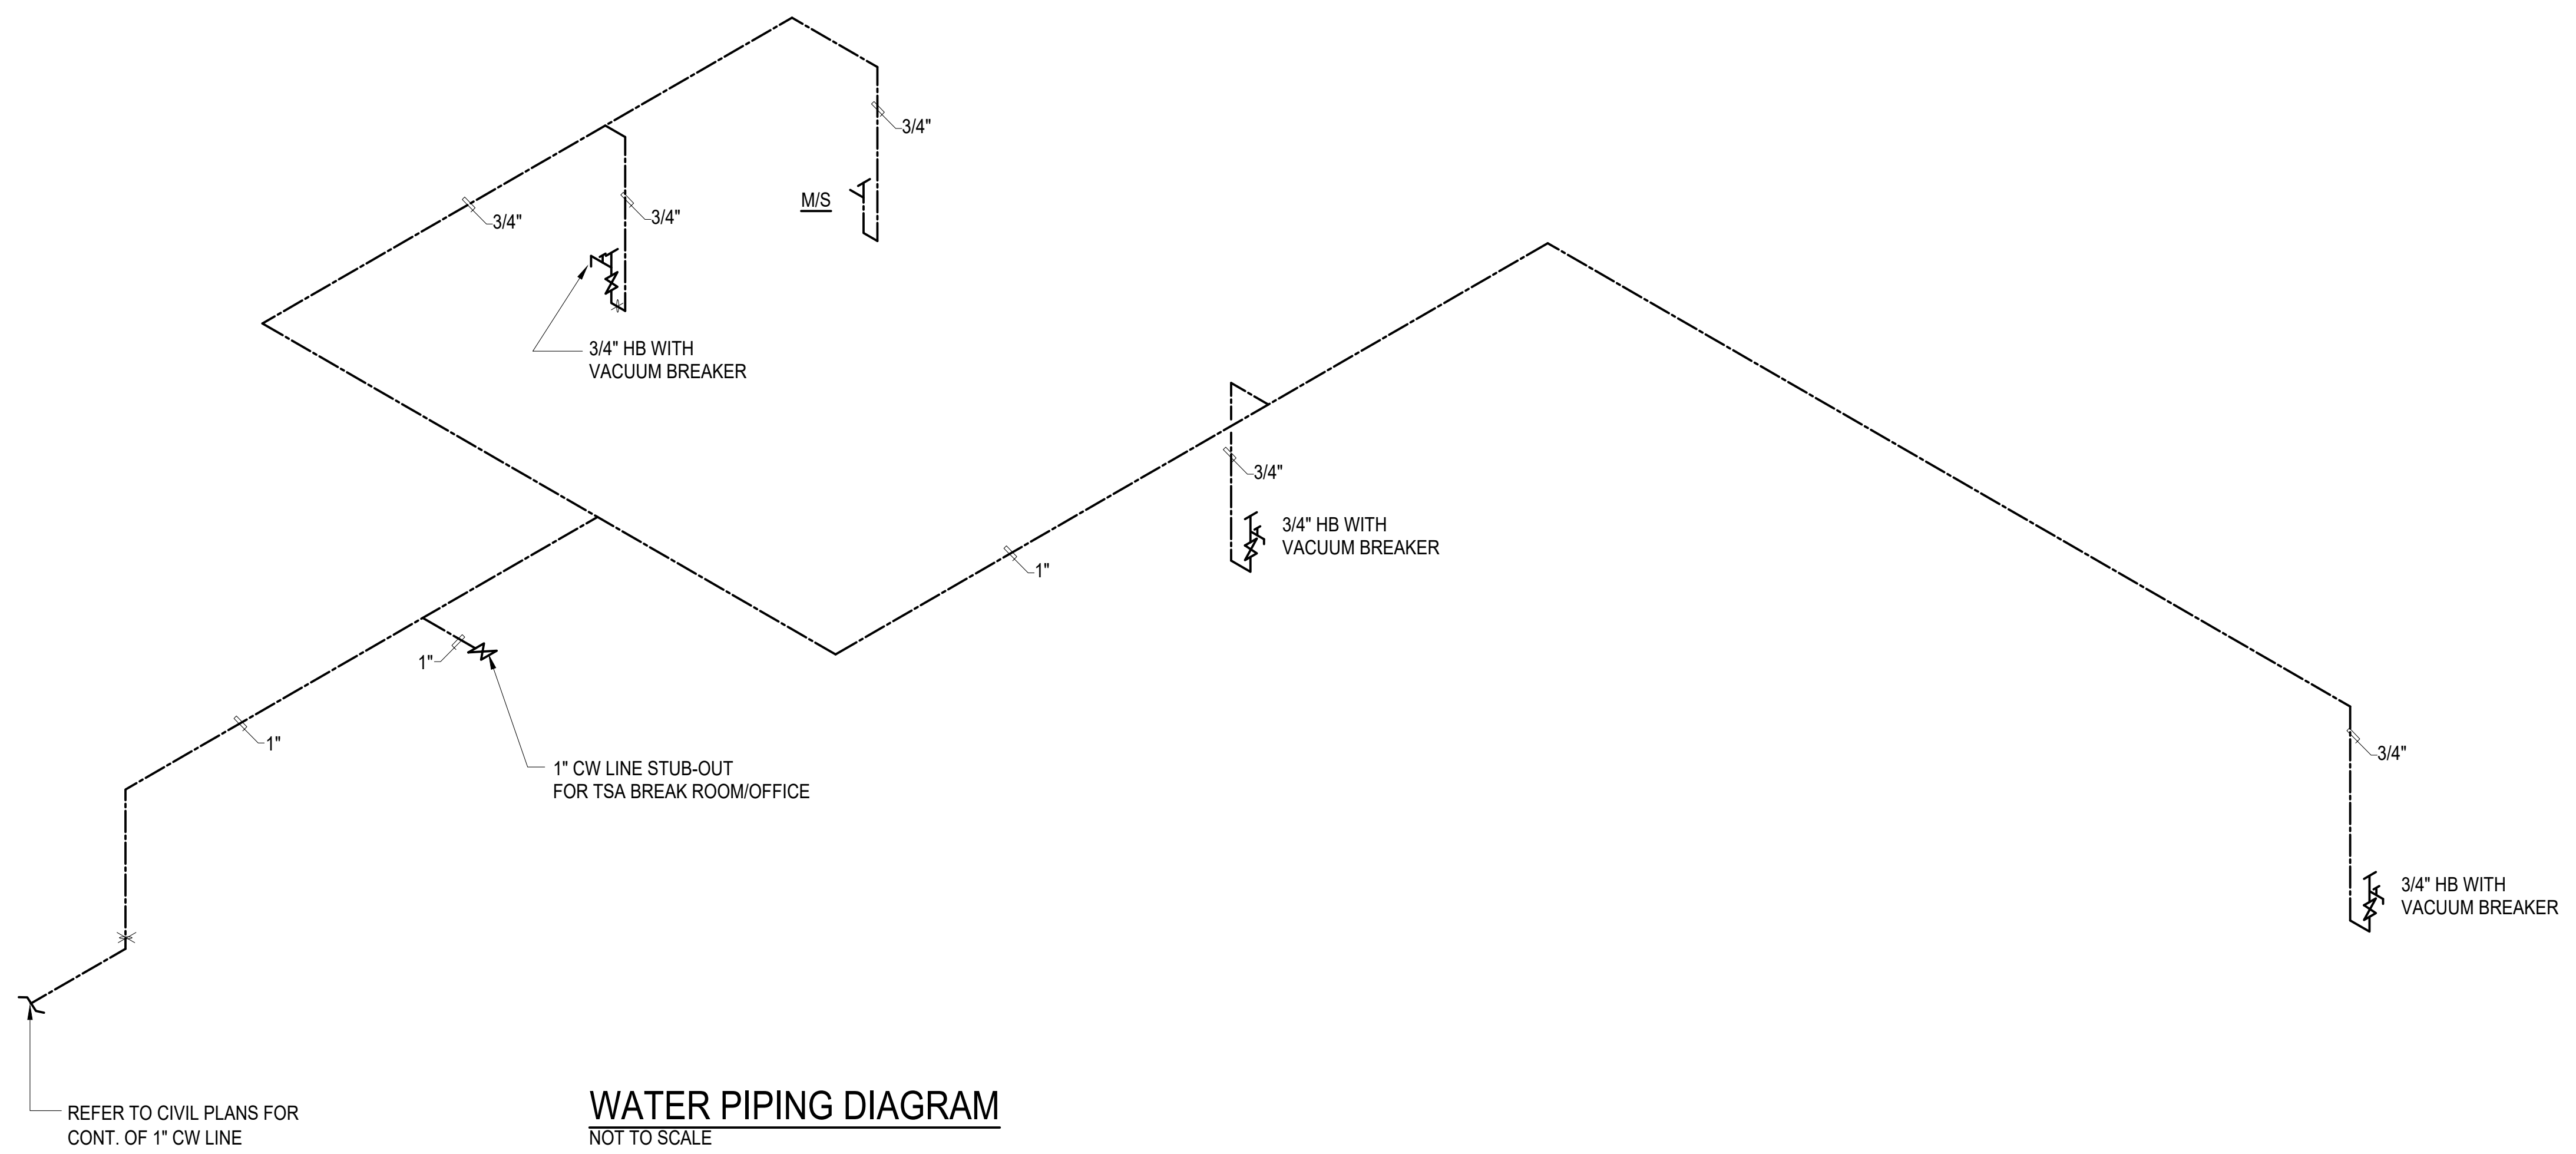 3/4"
3/4"
3/4"
M/S
3/4" HB WITH
VACUUM BREAKER
3/4"
3/4" HB WITH
VACUUM BREAKER
1"
1"
1"
3/4"
1" CW LINE STUB-OUT
FOR TSA BREAK ROOM/OFFICE
3/4" HB WITH
VACUUM BREAKER
REFER TO CIVIL PLANS FOR
CONT. OF 1" CW LINE
WATER PIPING DIAGRAM
NOT TO SCALE